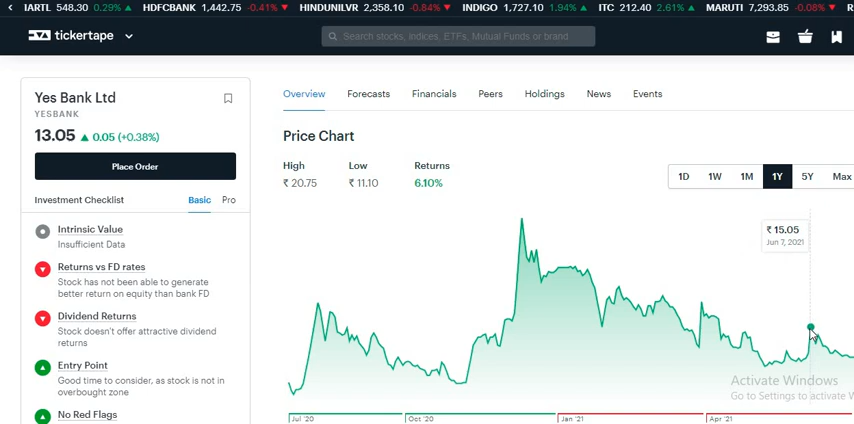 IARTL 548.30 0.29% HDFCBANK 1,442.75 -0.41% HINDUNILVR 2,358.10 -0.84% INDIGO 1,727.10 1.94% ITC 212.40 2.61% MARUTI 7,293.85 -0.08% R
tickertape
Search stocks, indices, ETFs, Mutual Funds or brand
Yes Bank Ltd
YESBANK
13.05 0.05 (+0.38%)
Place Order
Investment Checklist Basic Pro
Intrinsic Value
Insufficient Data
Returns vs FD rates
Stock has not been able to generate
better return on equity than bank FD
Dividend Returns
Stock doesn't offer attractive dividend
returns
Entry Point
Good time to consider, as stock is not in
overbought zone
No Red Flags
Overview Forecasts Financials Peers Holdings News Events
Price Chart
High Low Returns
₹ 20.75 ₹ 11.10 6.10%
1D 1W 1M 1Y 5Y Max
₹ 15.05
Jun 7, 2021
Activate Windows
Go to Settings to activate W
Jul '20 Oct '20 Jan '21 Apr '21